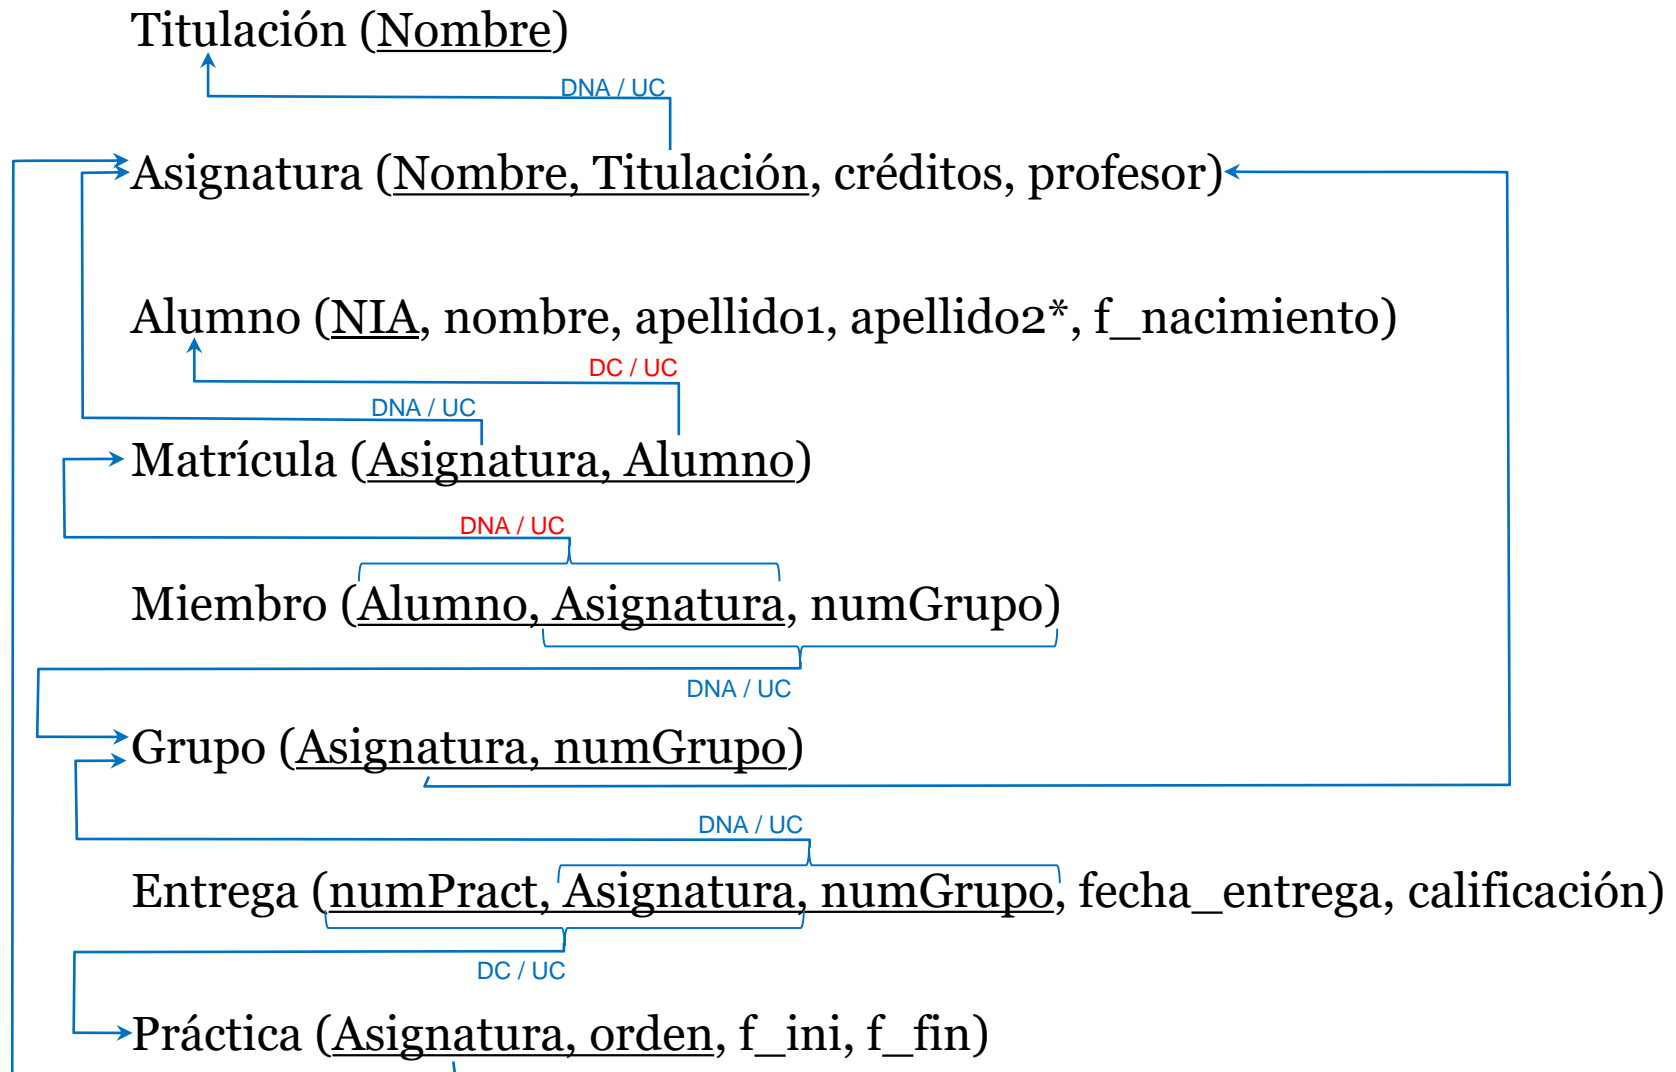 Titulación (Nombre)
DNA / UC
Asignatura (Nombre, Titulación, créditos, profesor)
Alumno (NIA, nombre, apellido1, apellido2*, f_nacimiento)
DC / UC
DNA / UC
Matrícula (Asignatura, Alumno)
DNA / UC
Miembro (Alumno, Asignatura, numGrupo)
DNA / UC
Grupo (Asignatura, numGrupo)
DNA / UC
Entrega (numPract, Asignatura, numGrupo, fecha_entrega, calificación)
DC / UC
Práctica (Asignatura, orden, f_ini, f_fin)